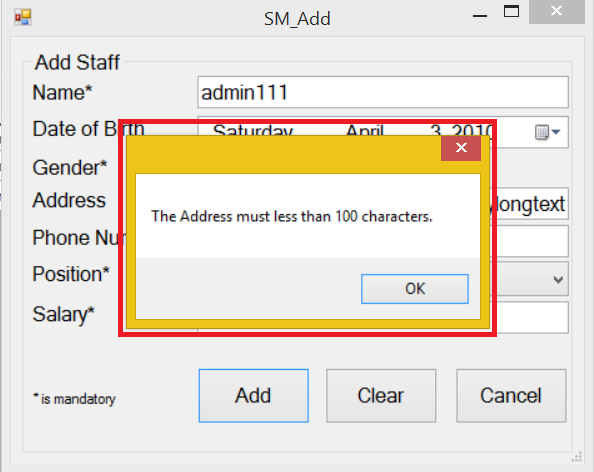 SM_Add
Add Staff
Name* admin111
Date of Birth Saturday April 3, 2010
Gender*
Address longtext
The Address must less than 100 characters.
Phone
Position*
OK
Salary*
* is mandatory
Add Clear Cancel